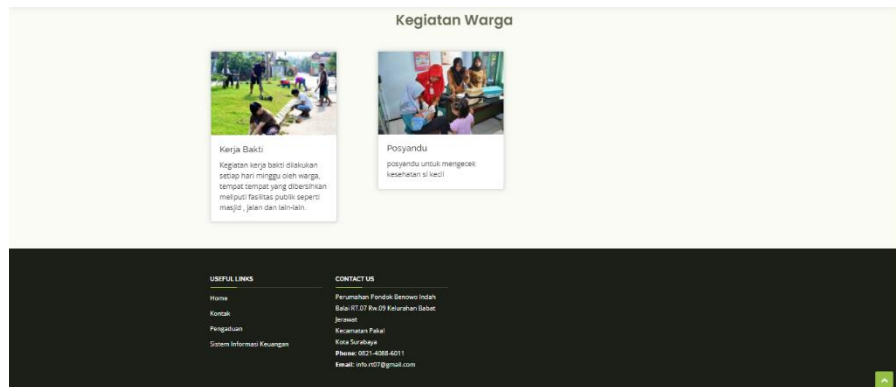 Kegiatan Warga
Kerja Bakti
Kegiatan kerja bakti dilakukan
setiap hari minggu oleh warga,
tempat tempat yang dibersihkan
meliputi fasilitas publik seperti
masjid , jalan dan lain-lain.
Posyandu
posyandu untuk mengecek
kesehatan si kecil
USEFUL LINKS
Home
Kontak
Pengaduan
Sistem Informasi Keuangan
CONTACT US
Perumahan Pondok Benowo Indah
Balai RT.07 Rw.09 Kelurahan Babat
Jerawat
Kecamatan Pakal
Kota Surabaya
Phone: 0821-4088-6011
Email: info.rt07@gmail.com